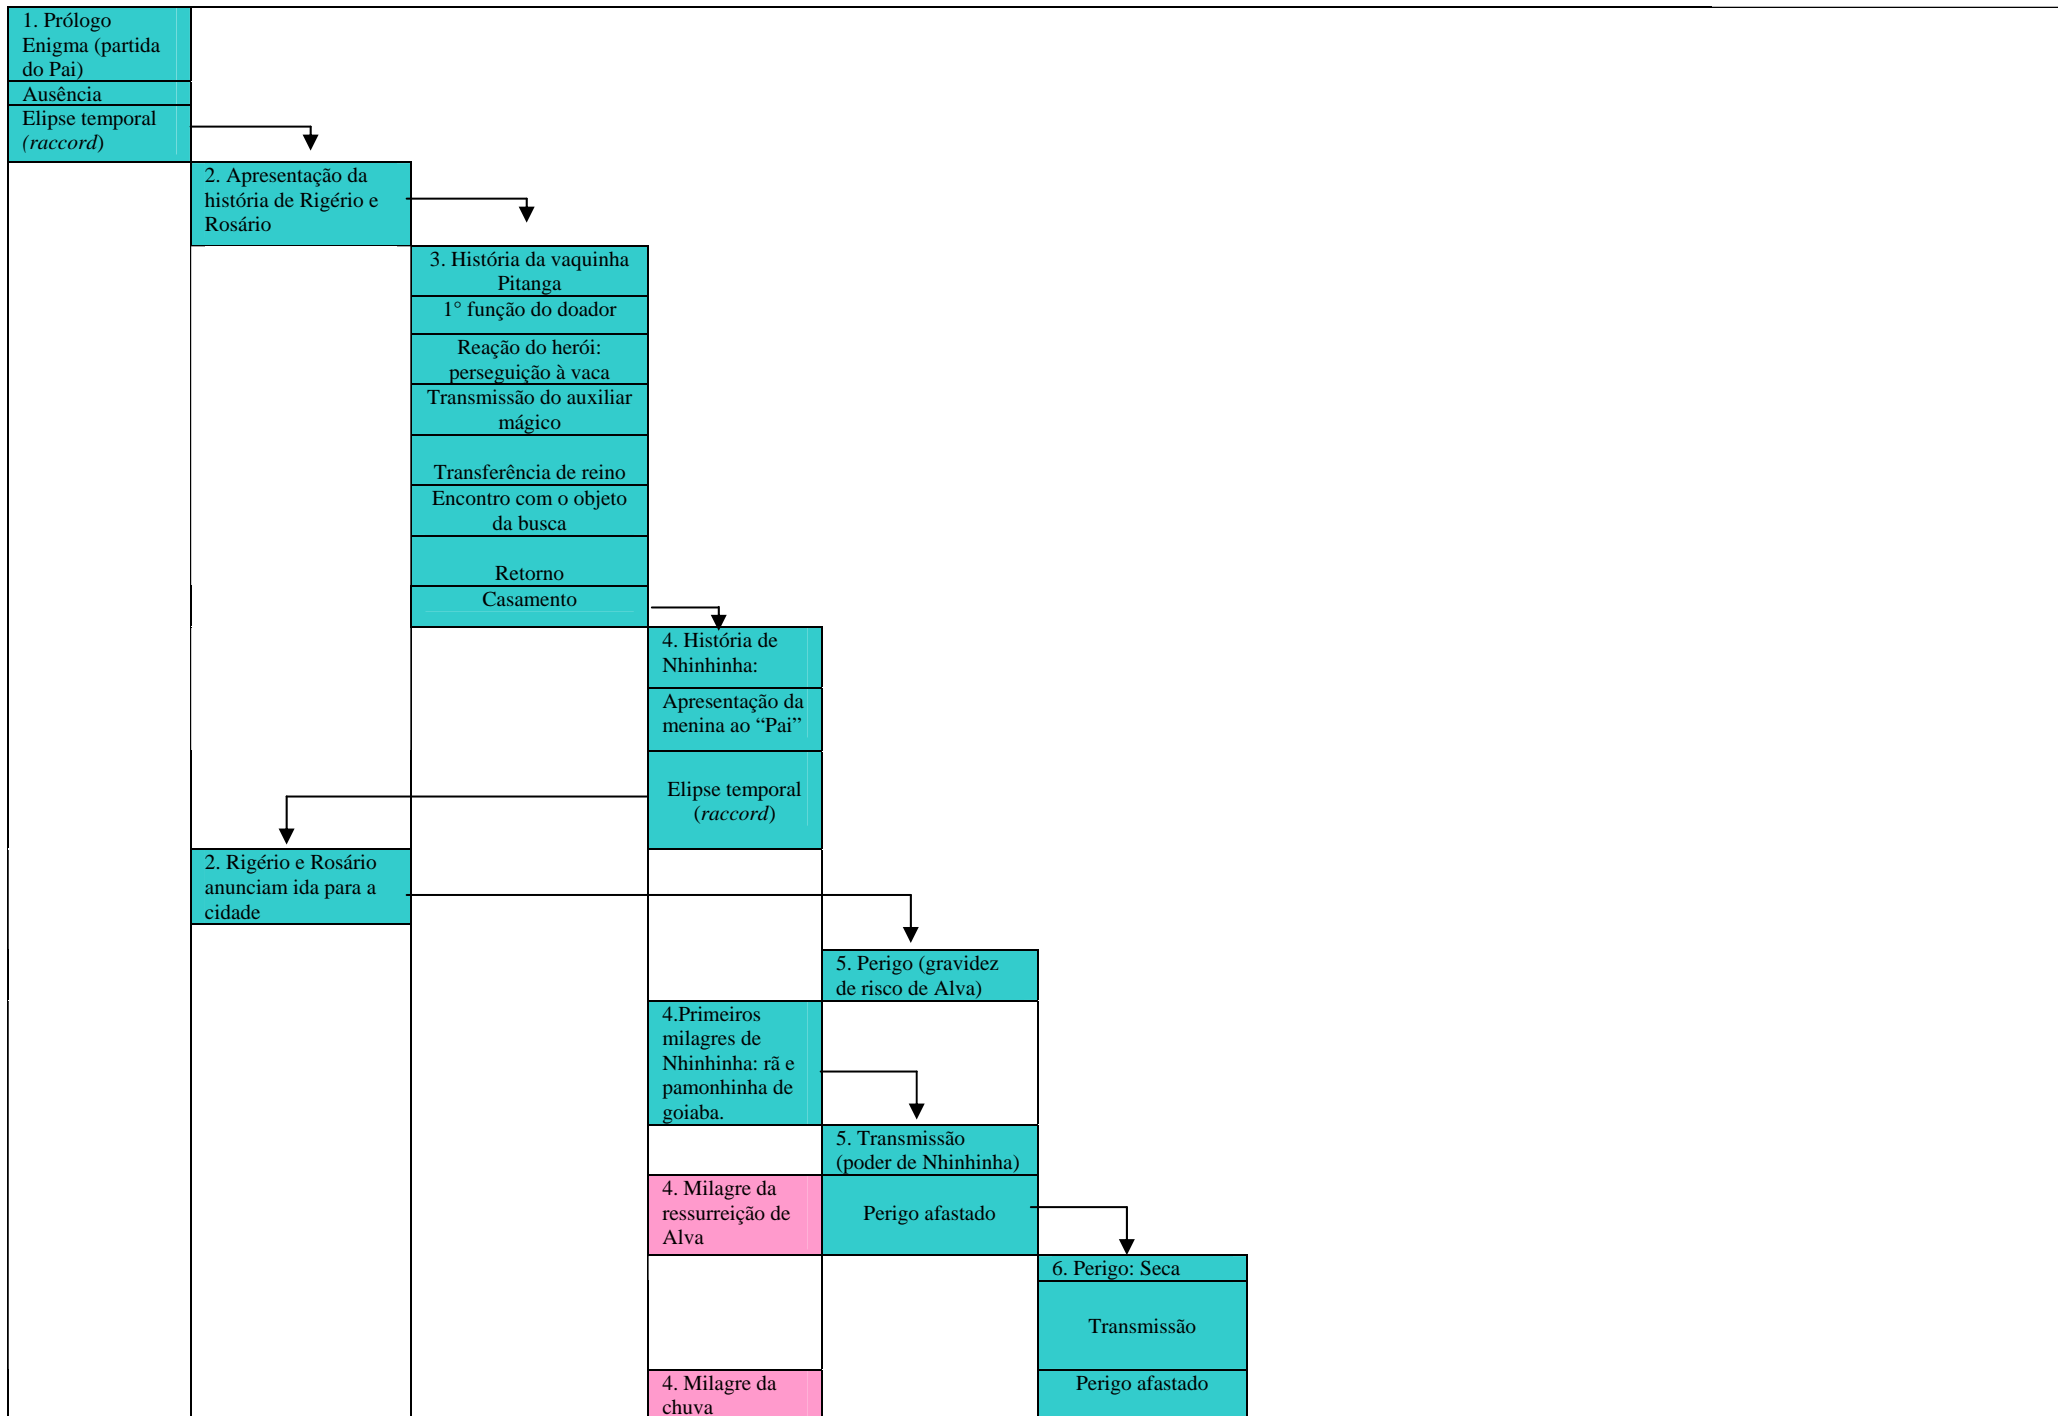 1. Prólogo
Enigma (partida
do Pai)
Ausência
Elipse temporal
(raccord)
2. Apresentação da
história de Rigério e
Rosário
3. História da vaquinha
Pitanga
1° função do doador
Reação do herói:
perseguição à vaca
Transmissão do auxiliar
mágico
Transferência de reino
Encontro com o objeto
da busca
Retorno
Casamento
4. História de
Nhinhinha:
Apresentação da
menina ao “Pai”
Elipse temporal
(raccord)
2. Rigério e Rosário
anunciam ida para a
cidade
5. Perigo (gravidez
de risco de Alva)
4.Primeiros
milagres de
Nhinhinha: rã e
pamonhinha de
goiaba.
5. Transmissão
(poder de Nhinhinha)
4. Milagre da
ressurreição de
Alva
Perigo afastado
6. Perigo: Seca
Transmissão
4. Milagre da
chuva
Perigo afastado